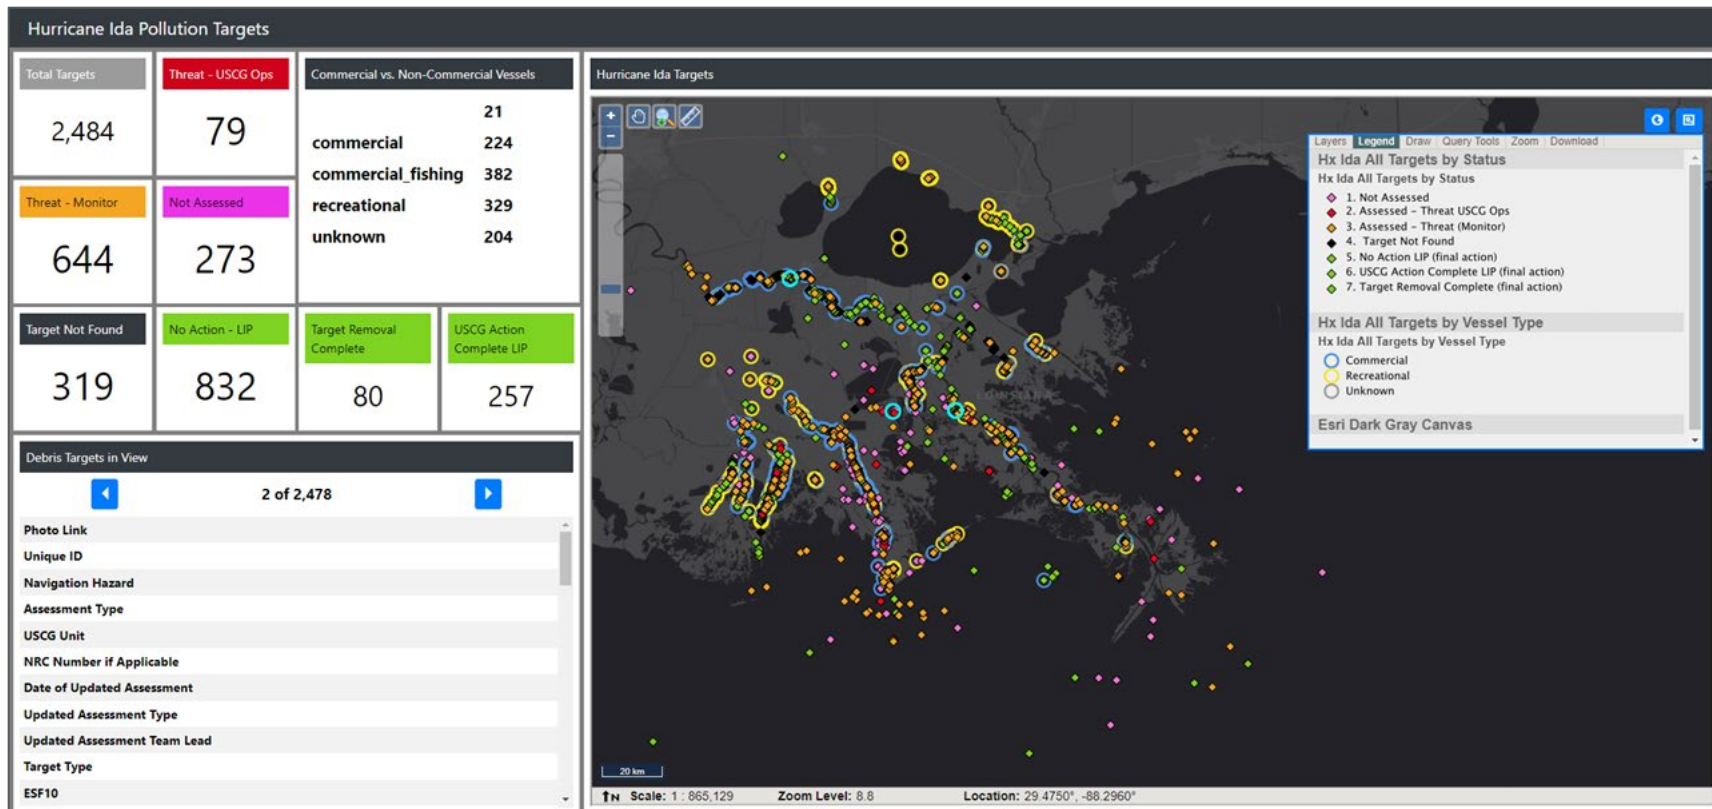 Hurricane Ida Pollution Targets
Total Targets
2,484
Threat - USCG Ops
79
Commercial vs. Non-Commercial Vessels
21
commercial 224
commercial_fishing 382
recreational 329
unknown 204
Threat - Monitor
644
Not Assessed
273
Target Not Found
319
No Action - LIP
832
Target Removal
Complete
80
USCG Action
Complete LIP
257
Debris Targets in View
2 of 2,478
Photo Link
Unique ID
Navigation Hazard
Assessment Type
USCG Unit
NRC Number if Applicable
Date of Updated Assessment
Updated Assessment Type
Updated Assessment Team Lead
Target Type
ESF10
Hurricane Ida Targets
+
−
Layers Legend Draw Query Tools Zoom Download
Hx Ida All Targets by Status
Hx Ida All Targets by Status
1. Not Assessed
2. Assessed - Threat USCG Ops
3. Assessed - Threat (Monitor)
4. Target Not Found
5. No Action LIP (final action)
6. USCG Action Complete LIP (final action)
7. Target Removal Complete (final action)
Hx Ida All Targets by Vessel Type
Hx Ida All Targets by Vessel Type
Commercial
Recreational
Unknown
Esri Dark Gray Canvas
LOUISIANA
20 km
N Scale: 1 : 865,129 Zoom Level: 8.8 Location: 29.4750°, -88.2960°